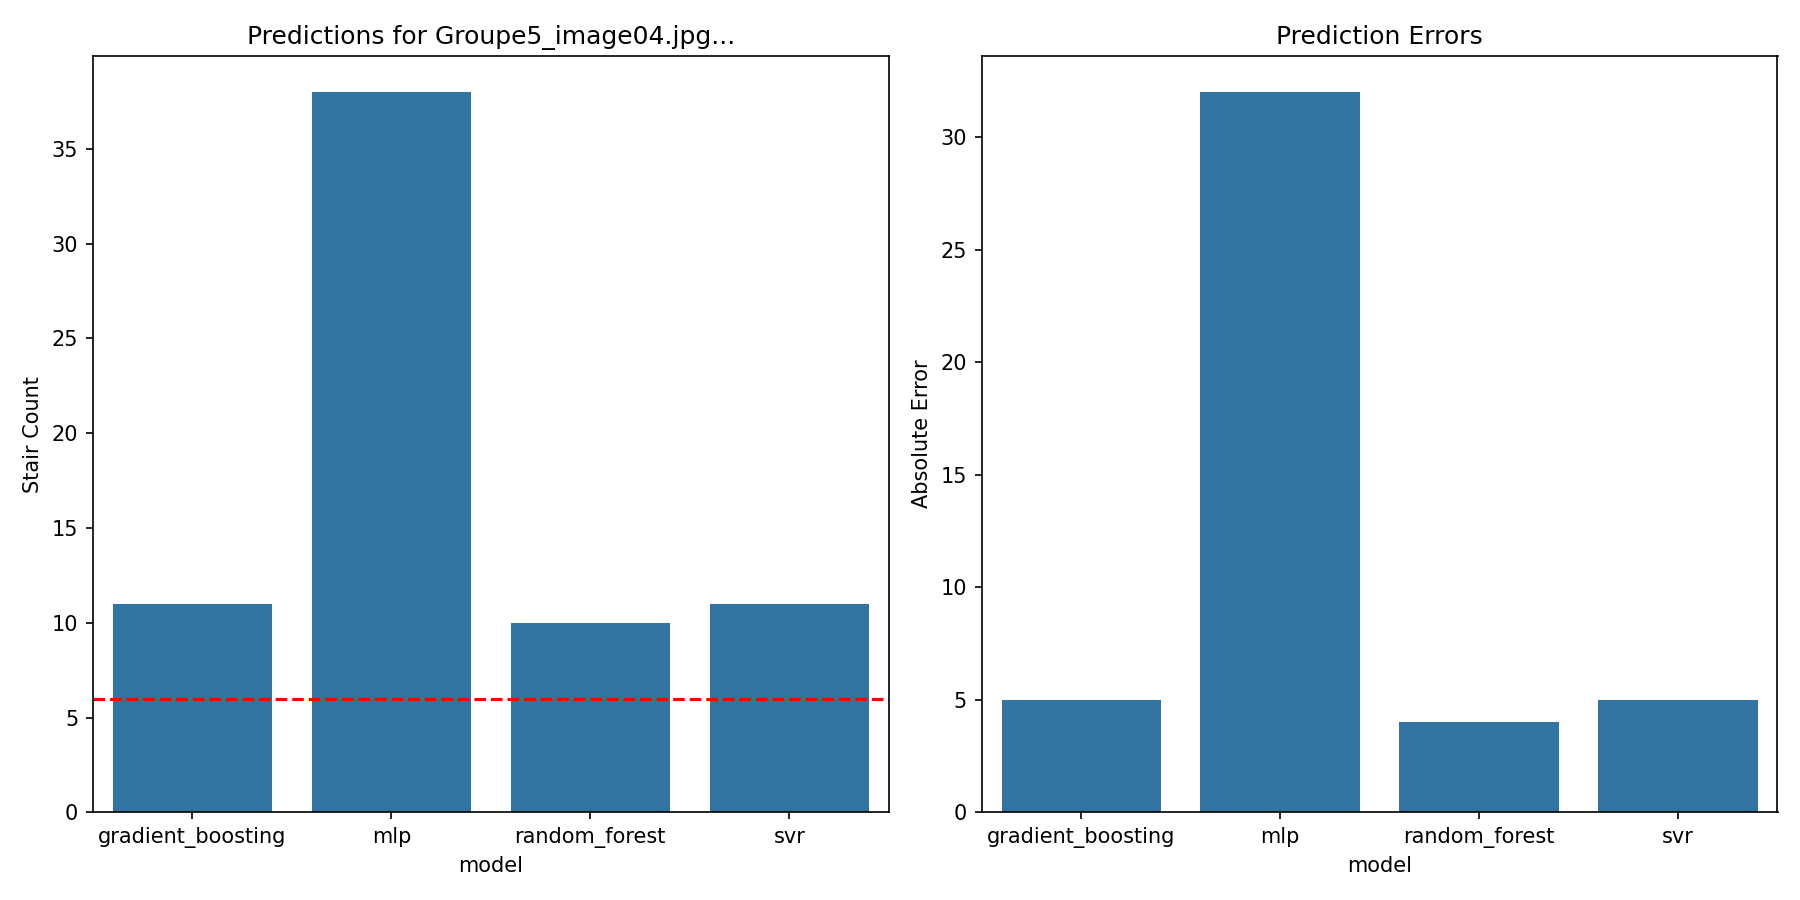 Predictions for Groupe5_image04.jpg...
Stair Count
35
30
25
20
15
10
5
0
gradient_boosting mlp random_forest svr
model
Prediction Errors
Absolute Error
30
25
20
15
10
5
0
gradient_boosting mlp random_forest svr
model